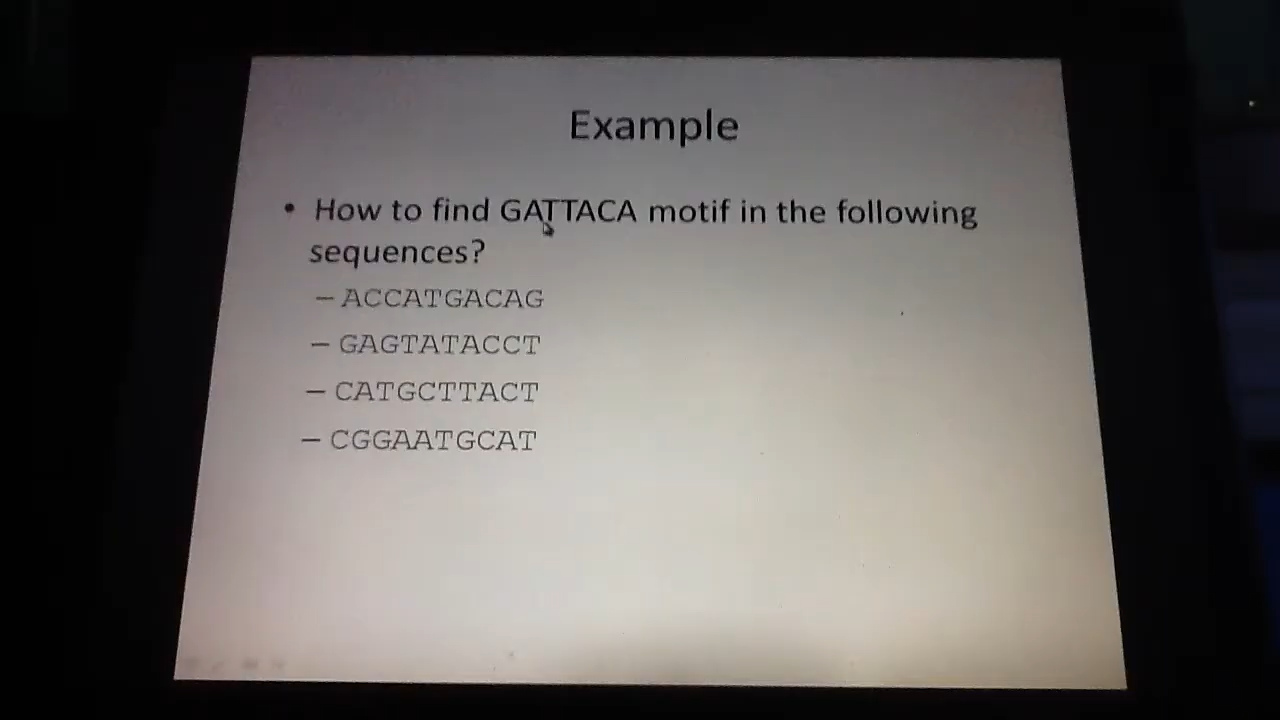 Example
• How to find GATTACA motif in the following
sequences?
– ACCATGACAG
– GAGTATACCT
– CATGCTTACT
– CGGAATGCAT